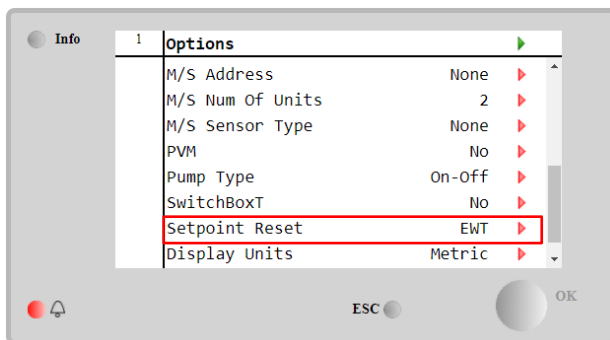 Info
1 Options
M/S Address None
M/S Num Of Units 2
M/S Sensor Type None
PVM No
Pump Type On-Off
SwitchBoxT No
Setpoint Reset EWT
Display Units Metric
ESC
OK